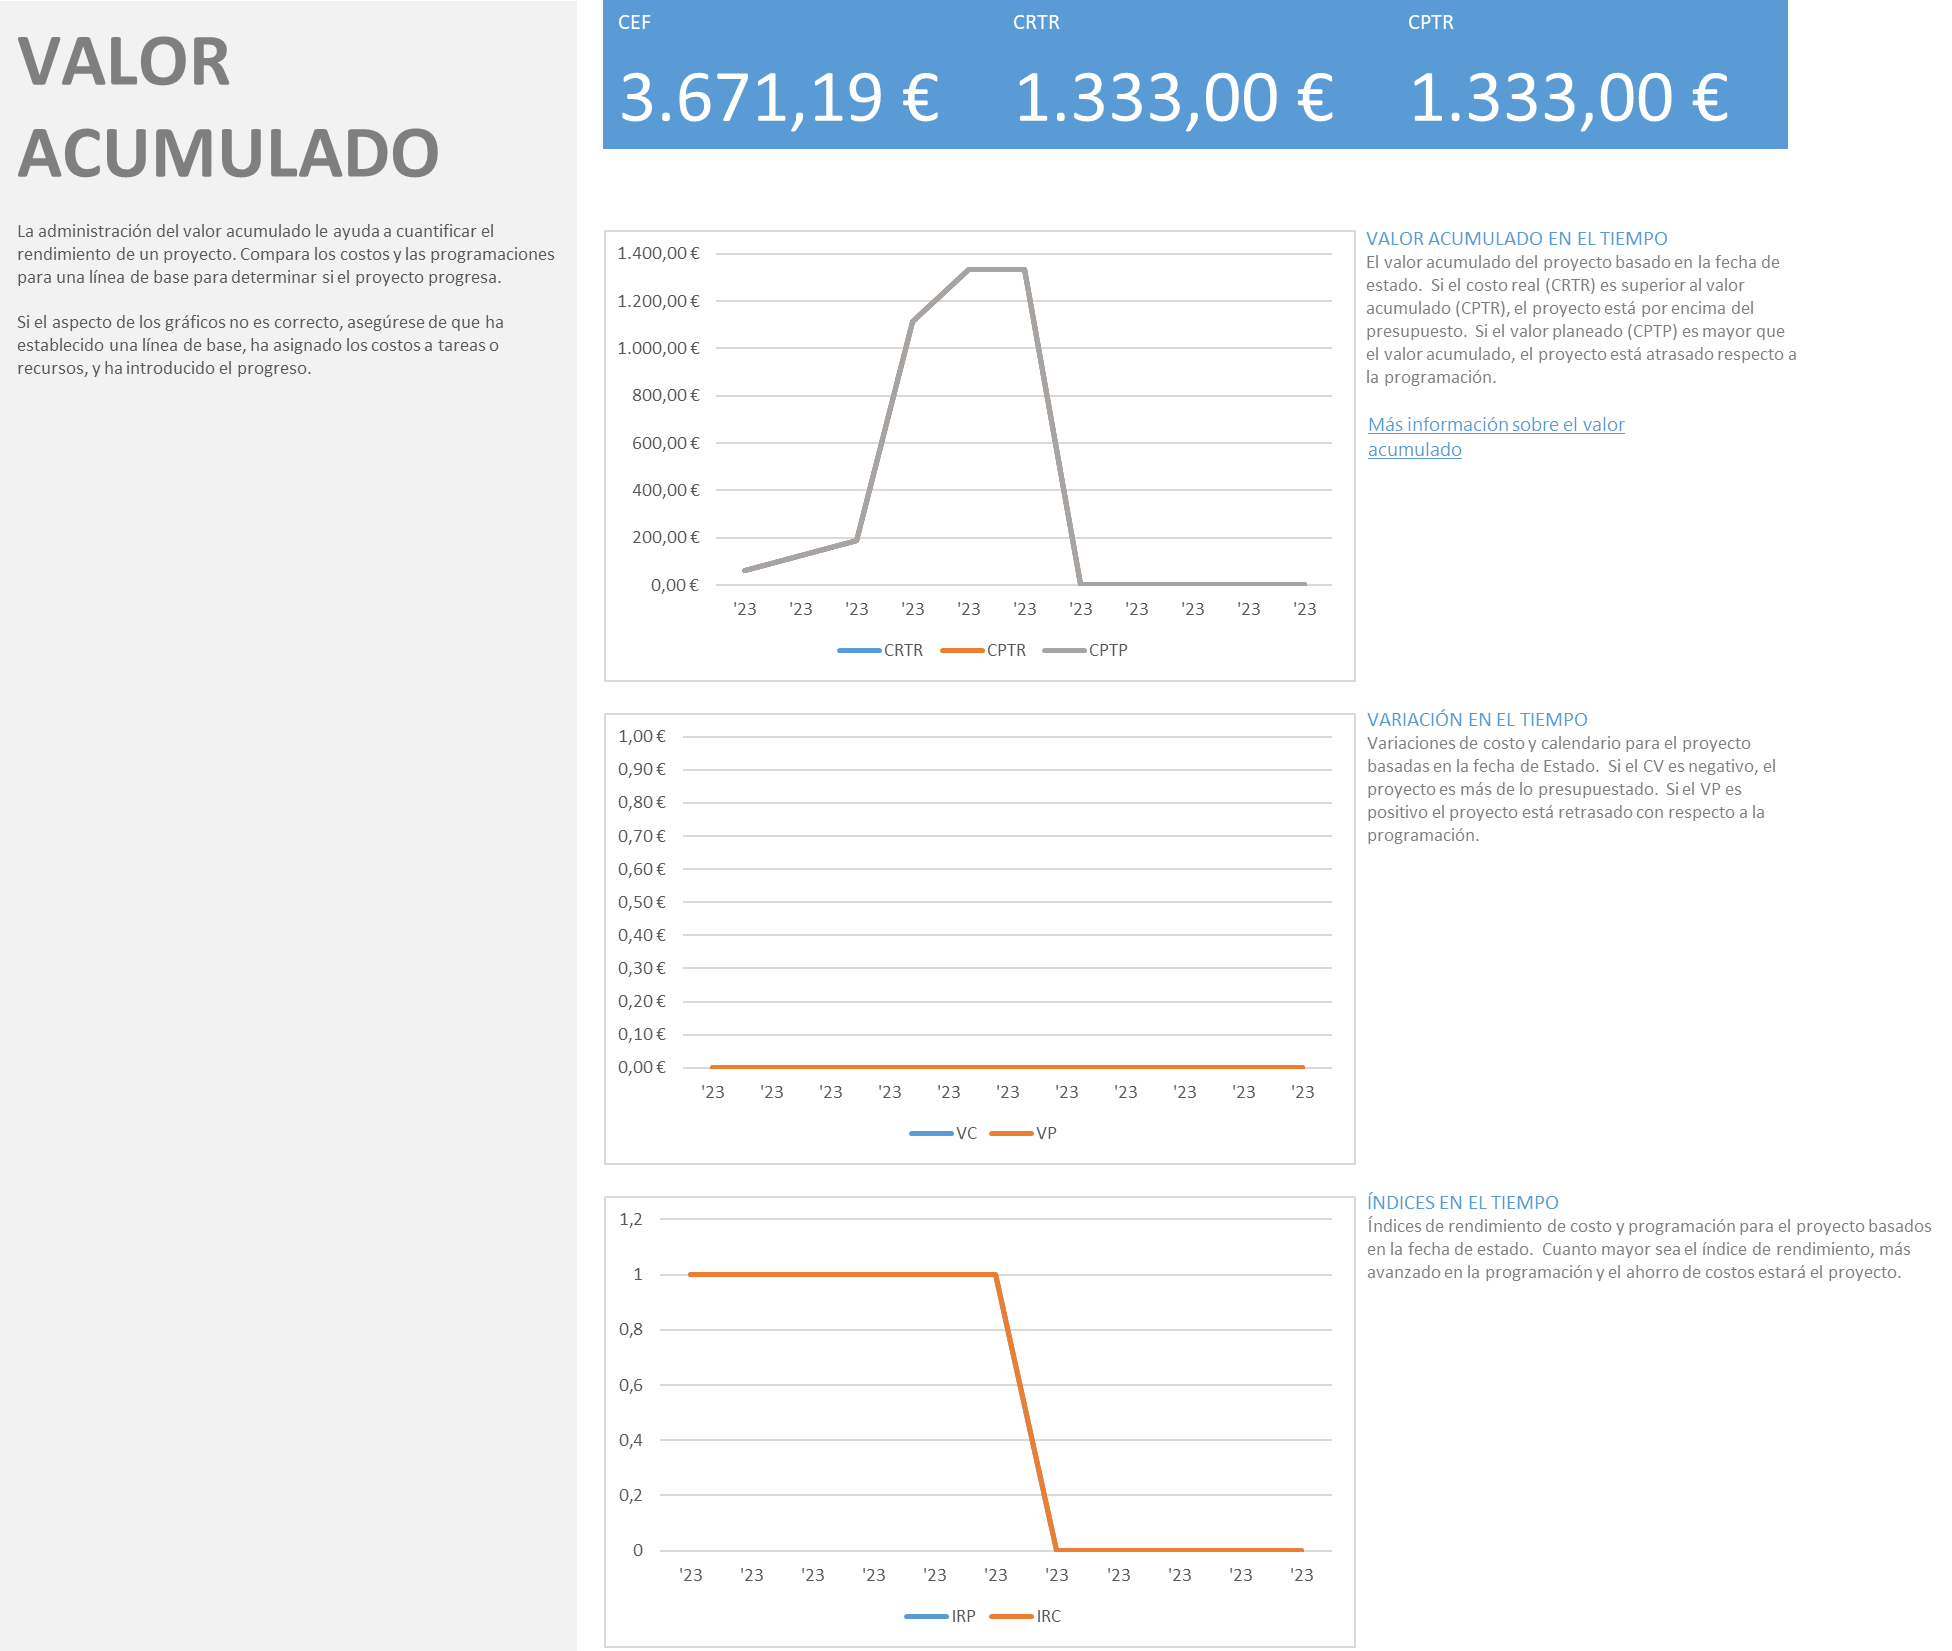 VALOR
ACUMULADO
La administración del valor acumulado le ayuda a cuantificar el
rendimiento de un proyecto. Compara los costos y las programaciones
para una línea de base para determinar si el proyecto progresa.
Si el aspecto de los gráficos no es correcto, asegúrese de que ha
establecido una línea de base, ha asignado los costos a tareas o
recursos, y ha introducido el progreso.
CEF
3.671,19 €
CRTR
1.333,00 €
CPTR
1.333,00 €
1.400,00 €
1.200,00 €
1.000,00 €
800,00 €
600,00 €
400,00 €
200,00 €
0,00 €
'23 '23 '23 '23 '23 '23 '23 '23 '23 '23 '23
CRTR CPTR CPTP
VALOR ACUMULADO EN EL TIEMPO
El valor acumulado del proyecto basado en la fecha de
estado.  Si el costo real (CRTR) es superior al valor
acumulado (CPTR), el proyecto está por encima del
presupuesto.  Si el valor planeado (CPTP) es mayor que
el valor acumulado, el proyecto está atrasado respecto a
la programación.
Más información sobre el valor
acumulado
1,00 €
0,90 €
0,80 €
0,70 €
0,60 €
0,50 €
0,40 €
0,30 €
0,20 €
0,10 €
0,00 €
'23 '23 '23 '23 '23 '23 '23 '23 '23 '23 '23
VC VP
VARIACIÓN EN EL TIEMPO
Variaciones de costo y calendario para el proyecto
basadas en la fecha de Estado.  Si el CV es negativo, el
proyecto es más de lo presupuestado.  Si el VP es
positivo el proyecto está retrasado con respecto a la
programación.
1,2
1
0,8
0,6
0,4
0,2
0
'23 '23 '23 '23 '23 '23 '23 '23 '23 '23 '23
IRP IRC
ÍNDICES EN EL TIEMPO
Índices de rendimiento de costo y programación para el proyecto basados
en la fecha de estado.  Cuanto mayor sea el índice de rendimiento, más
avanzado en la programación y el ahorro de costos estará el proyecto.